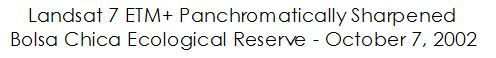 Landsat 7 ETM+ Panchromatically Sharpened
Bolsa Chica Ecological Reserve - October 7, 2002